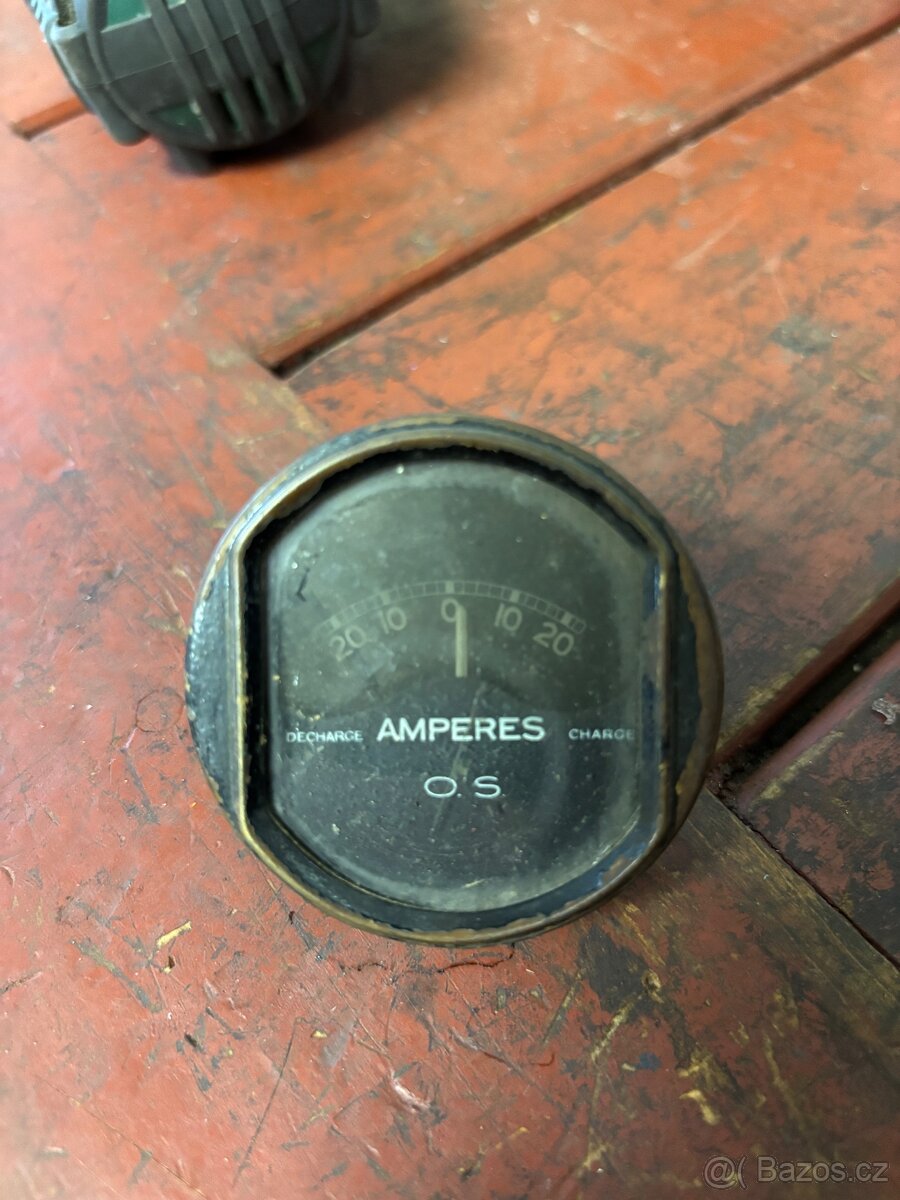 20 10 0 10 20
DECHARGE AMPERES CHARGE
O.S.
@( Bazos.cz